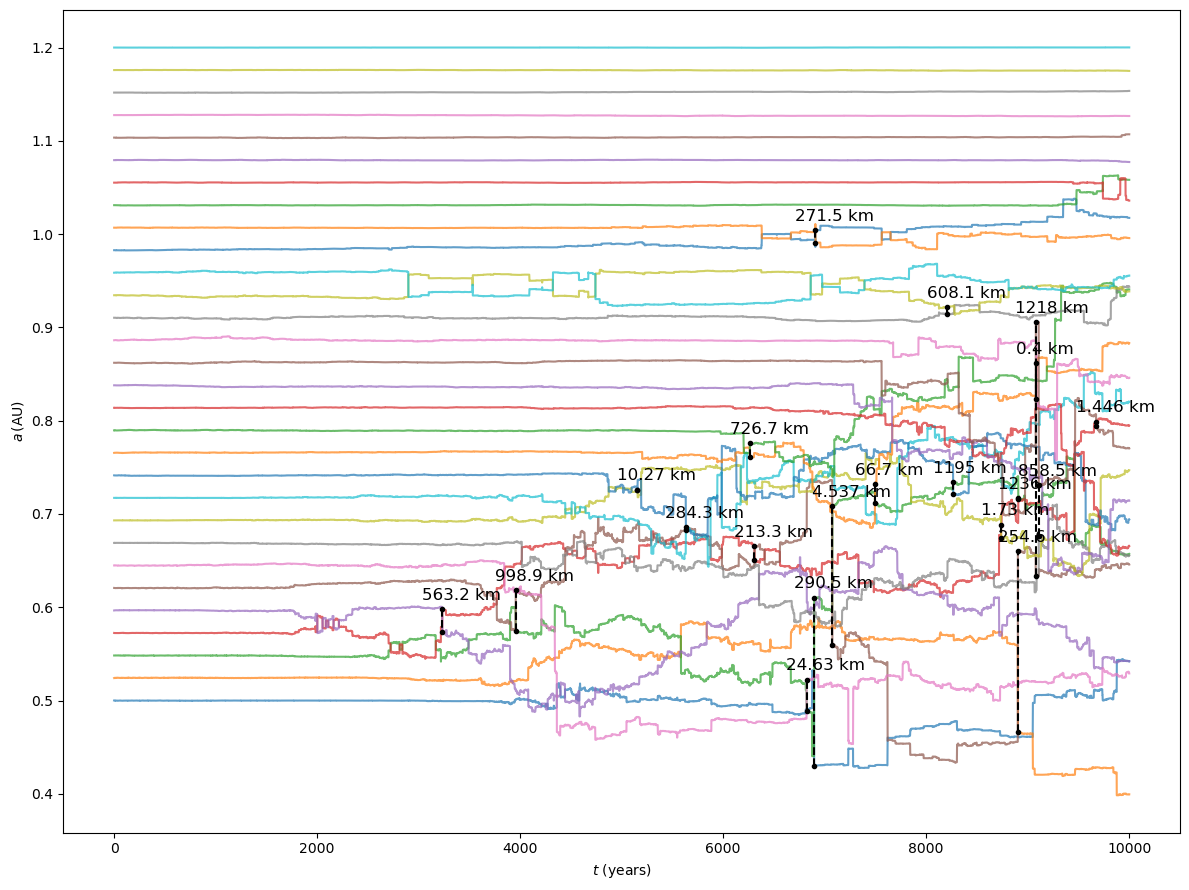 1.2
1.1
271.5 km
1.0
608.1 km
1218 km
0.9
0.4 km
1.446 km
0.8
726.7 km
10.27 km
66.7 km
1195 km
858.5 km
1236 km
4.537 km
284.3 km
1.73 km
0.7
213.3 km
254.5 km
998.9 km
290.5 km
563.2 km
0.6
24.63 km
0.5
0.4
a (AU)
0 2000 4000 6000 8000 10000
t (years)